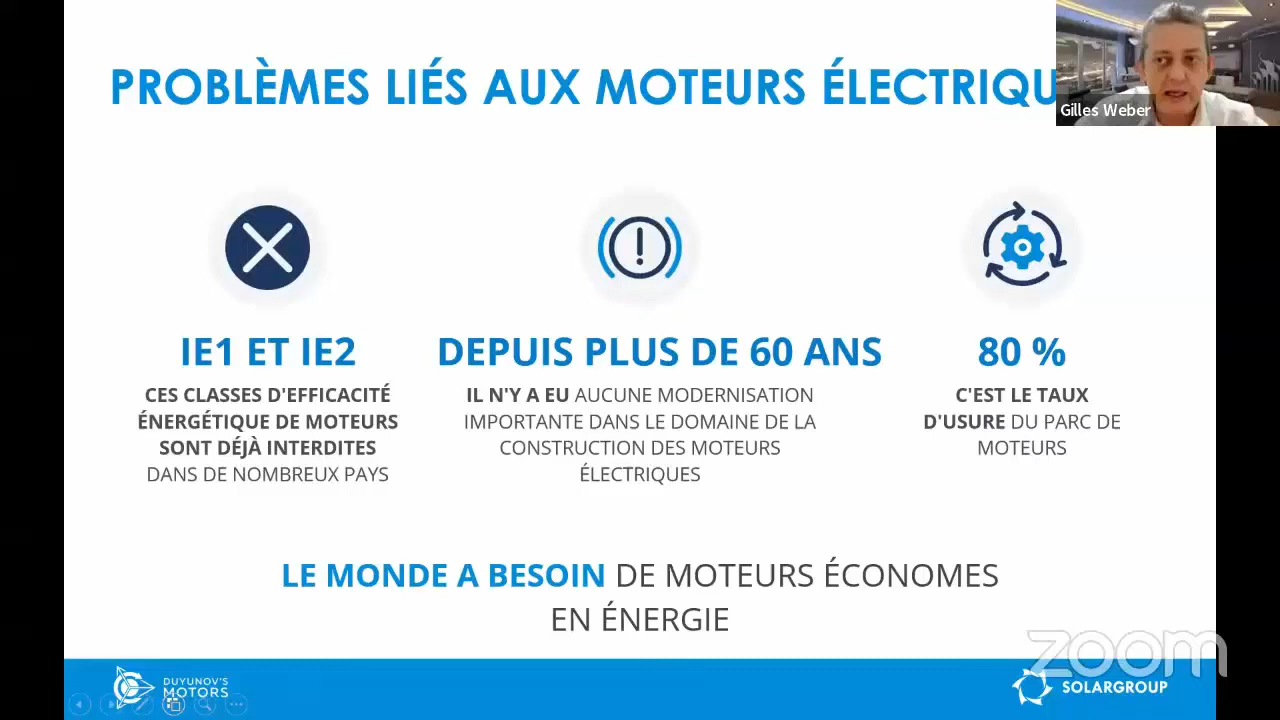 PROBLÈMES LIÉS AUX MOTEURS ÉLECTRIQU
Gilles Weber
IE1 ET IE2
CES CLASSES D'EFFICACITÉ
ÉNERGÉTIQUE DE MOTEURS
SONT DÉJÀ INTERDITES
DANS DE NOMBREUX PAYS
DEPUIS PLUS DE 60 ANS
IL N'Y A EU AUCUNE MODERNISATION
IMPORTANTE DANS LE DOMAINE DE LA
CONSTRUCTION DES MOTEURS
ÉLECTRIQUES
80 %
C'EST LE TAUX
D'USURE DU PARC DE
MOTEURS
LE MONDE A BESOIN DE MOTEURS ÉCONOMES
EN ÉNERGIE
zoom
DUYUNOV'S
MOTORS
SOLARGROUP